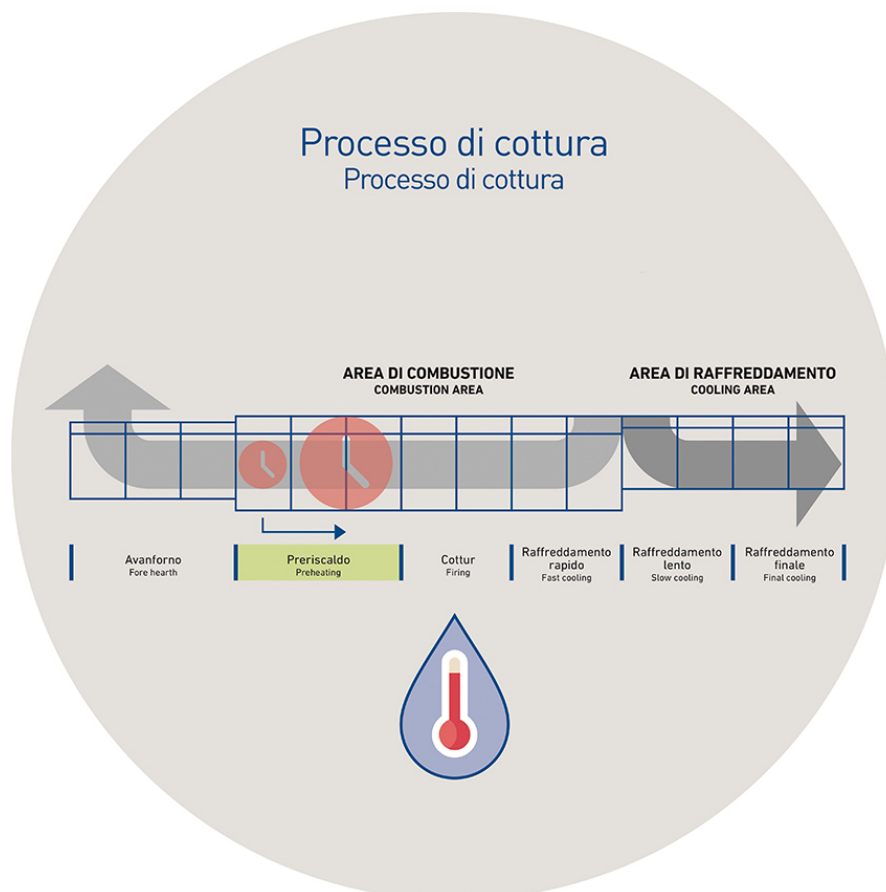 Processo di cottura
Processo di cottura
AREA DI COMBUSTIONE
COMBUSTION AREA
AREA DI RAFFREDDAMENTO
COOLING AREA
Avanforno
Fore hearth
Preriscaldo
Preheating
Cottur
Firing
Raffreddamento
rapido
Fast cooling
Raffreddamento
lento
Slow cooling
Raffreddamento
finale
Final cooling